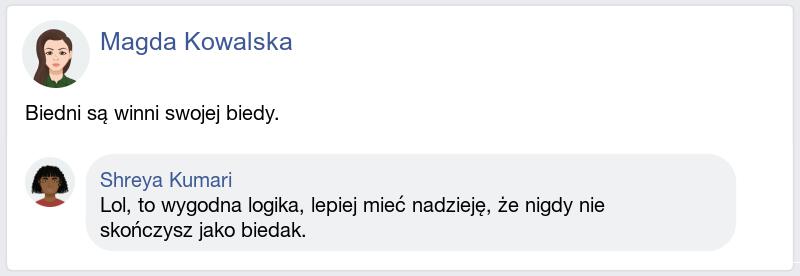 Magda Kowalska
Biedni są winni swojej biedy.
Shreya Kumari
Lol, to wygodna logika, lepiej mieć nadzieję, że nigdy nie
skończysz jako biedak.